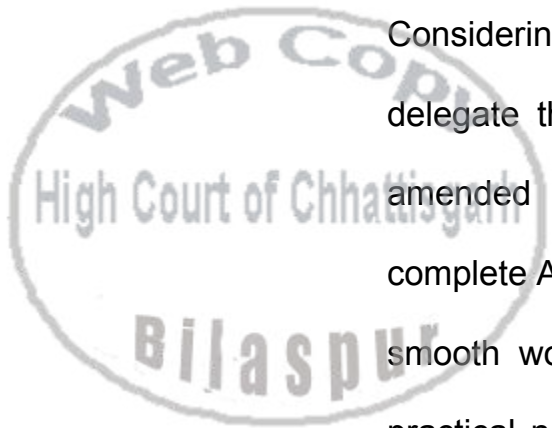 Web Copy
High Court of Chhattisgarh
Bilaspur
Considerin
delegate th
amended
complete A
smooth wo
practical p